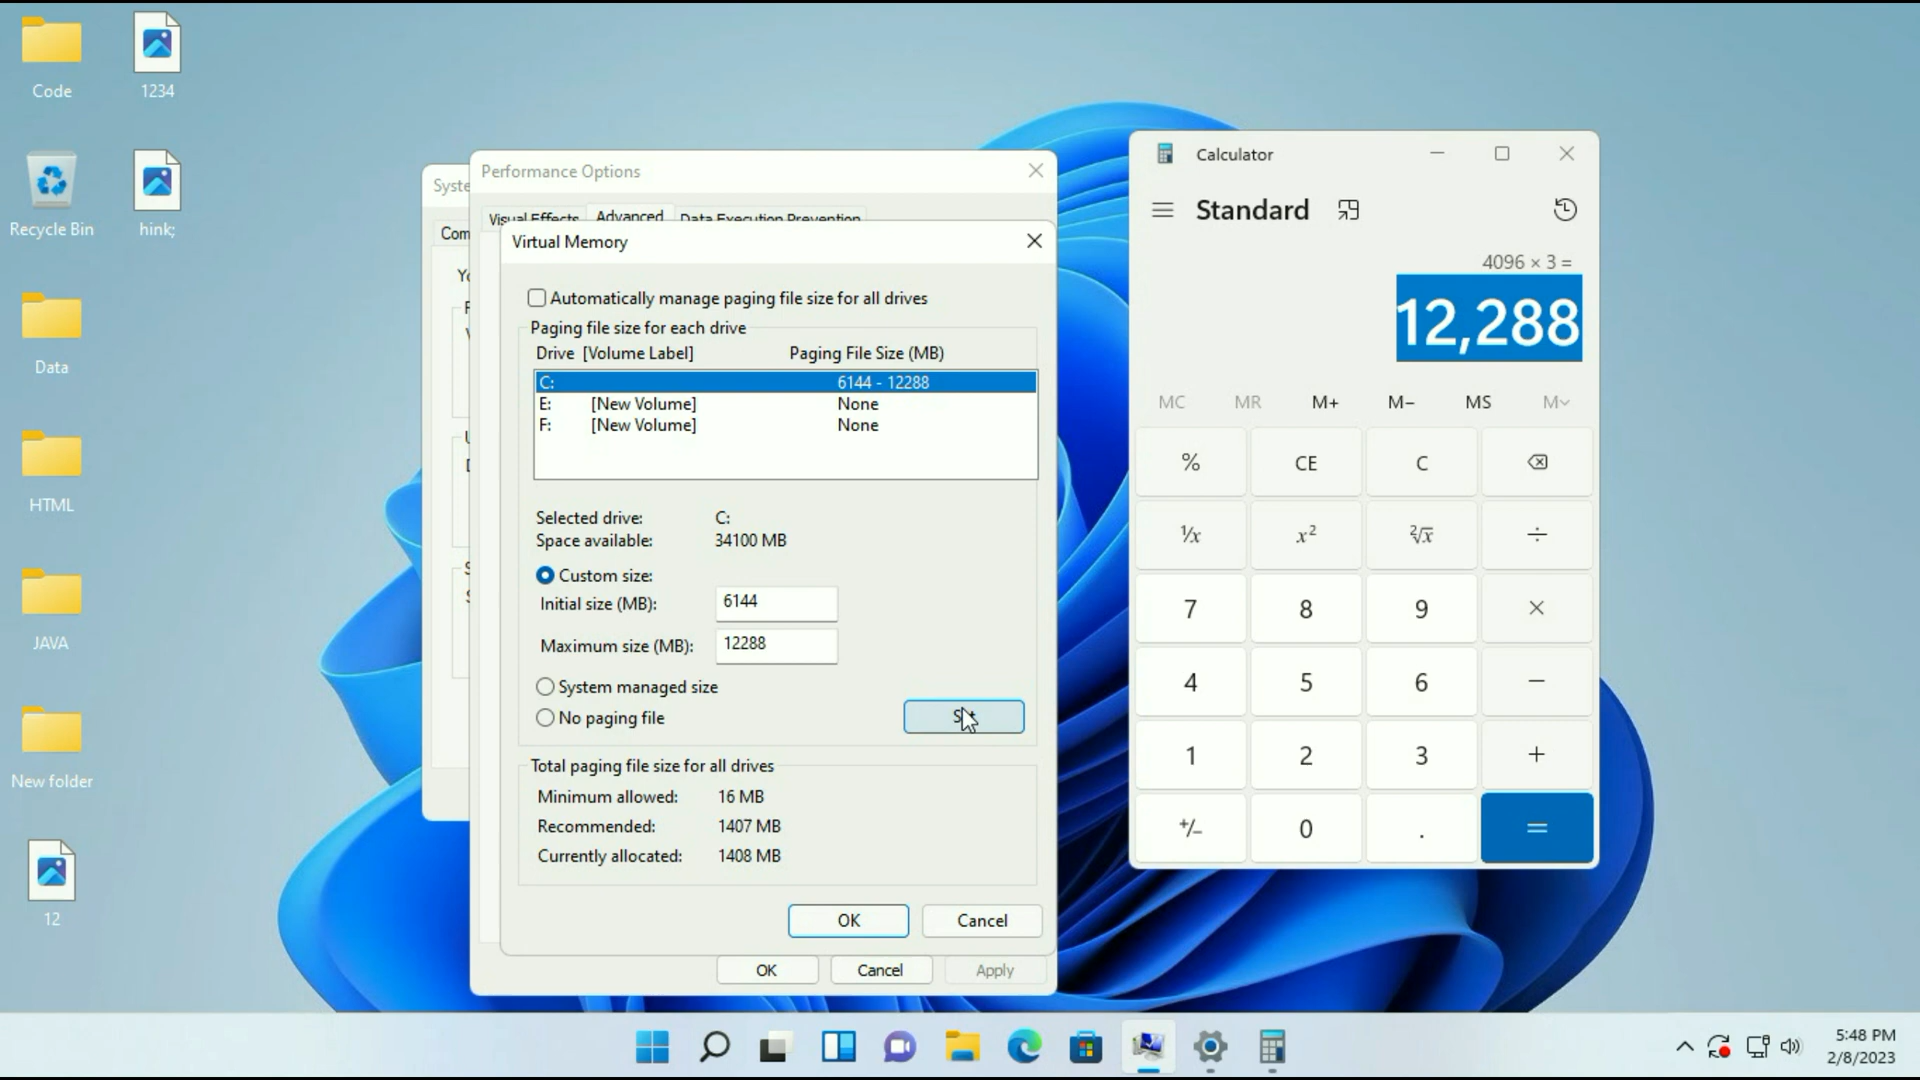 Code
1234
Recycle Bin
hink;
Data
HTML
JAVA
New folder
12
Syste
Com
Performance Options
Visual Effects
Advanced
Data Execution Prevention
Virtual Memory
Automatically manage paging file size for all drives
Paging file size for each drive
Drive [Volume Label] Paging File Size (MB)
C: 6144 - 12288
E: [New Volume] None
F: [New Volume] None
Selected drive: C:
Space available: 34100 MB
Custom size:
Initial size (MB): 6144
Maximum size (MB): 12288
System managed size
No paging file
Total paging file size for all drives
Minimum allowed: 16 MB
Recommended: 1407 MB
Currently allocated: 1408 MB
OK Cancel
OK Cancel Apply
Calculator
Standard
4096 × 3 =
12,288
MC MR M+ M− MS M˅
% CE C
¹⁄x x² ²√x ÷
7 8 9 ×
4 5 6 −
1 2 3 +
+/− 0 . =
5:48 PM
2/8/2023